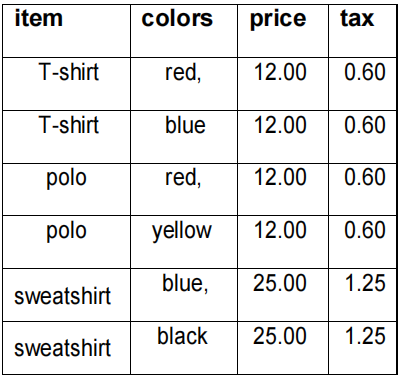 item colors price tax
T-shirt red, 12.00 0.60
T-shirt blue 12.00 0.60
polo red, 12.00 0.60
polo yellow 12.00 0.60
sweatshirt blue, 25.00 1.25
sweatshirt black 25.00 1.25